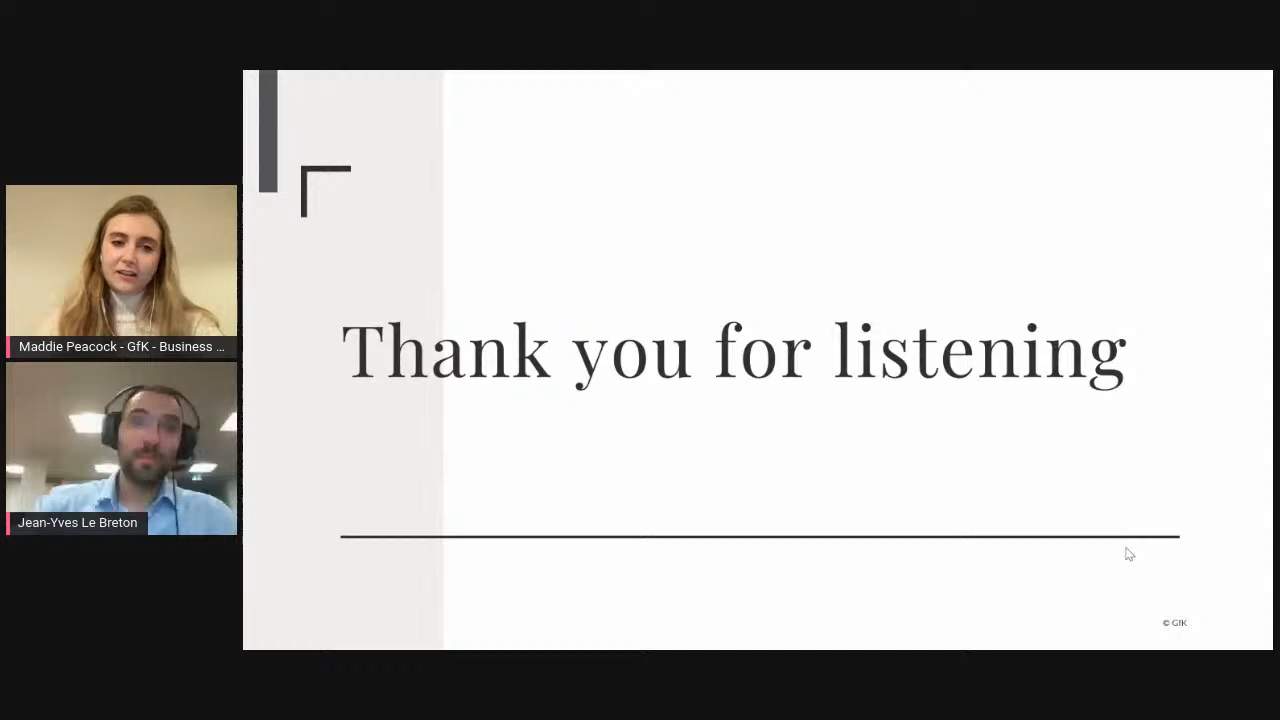 Maddie Peacock - GfK - Business ...
Jean-Yves Le Breton
Thank you for listening
© GfK